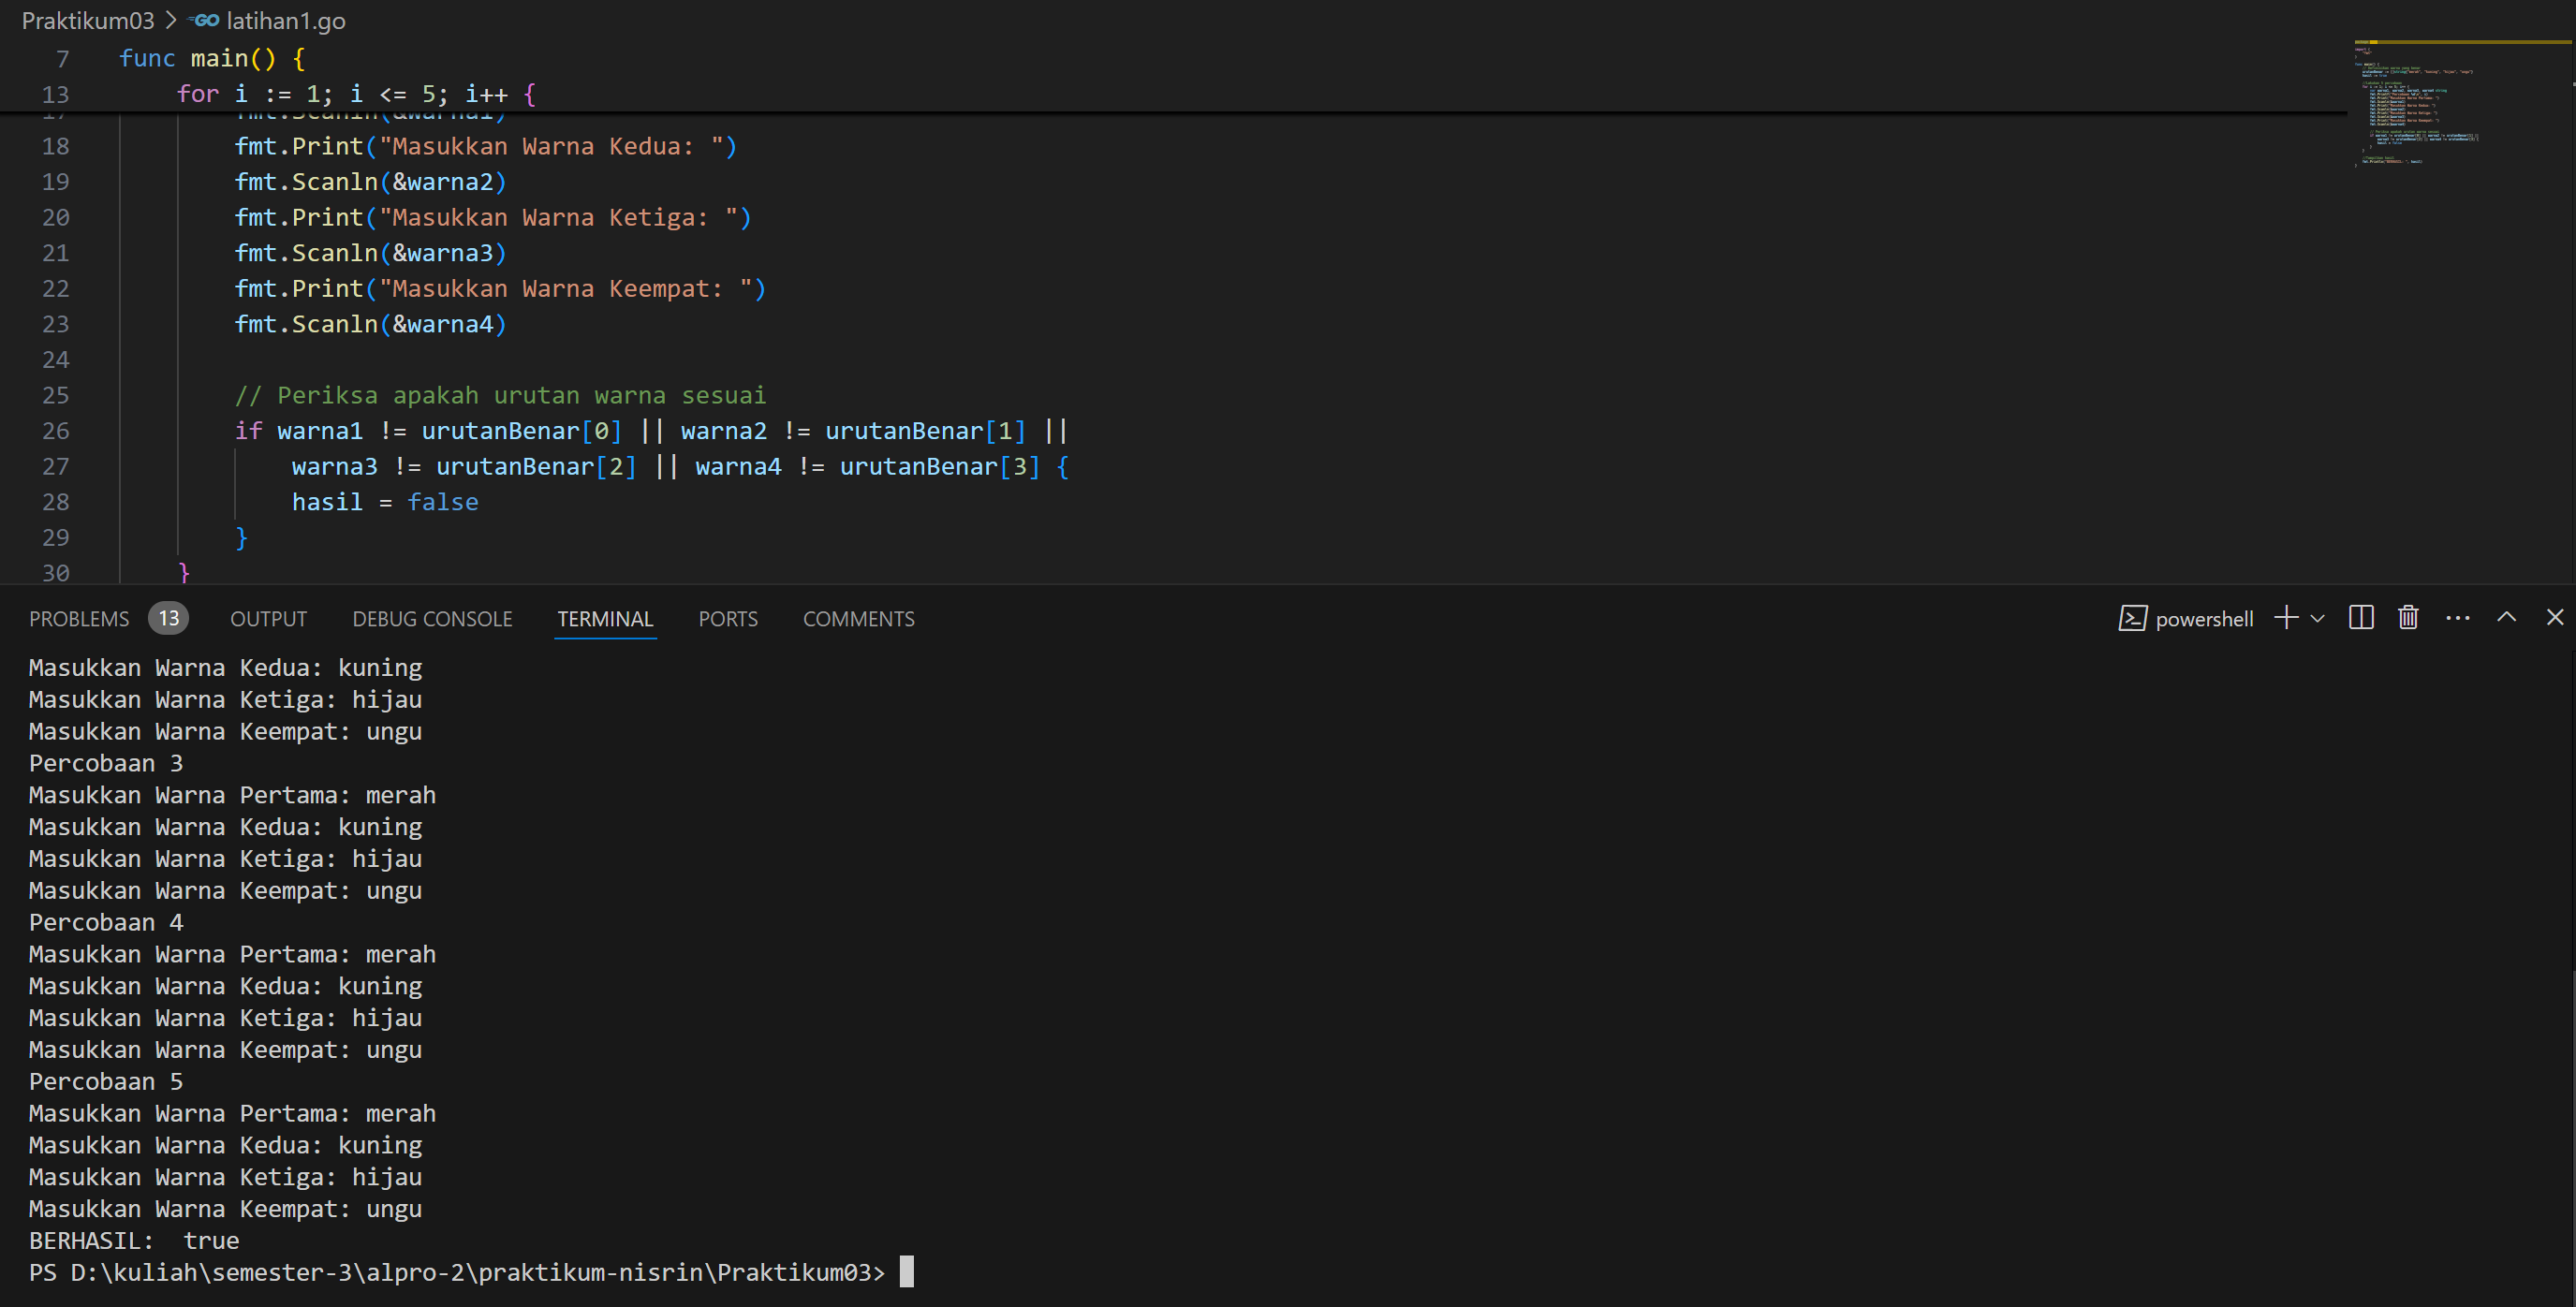 Praktikum03 > GO latihan1.go
7 func main() {
13 for i := 1; i <= 5; i++ {
17 fmt.Scanln(&warna1)
18 fmt.Print("Masukkan Warna Kedua: ")
19 fmt.Scanln(&warna2)
20 fmt.Print("Masukkan Warna Ketiga: ")
21 fmt.Scanln(&warna3)
22 fmt.Print("Masukkan Warna Keempat: ")
23 fmt.Scanln(&warna4)
24
25 // Periksa apakah urutan warna sesuai
26 if warna1 != urutanBenar[0] || warna2 != urutanBenar[1] ||
27 warna3 != urutanBenar[2] || warna4 != urutanBenar[3] {
28 hasil = false
29 }
30 }
PROBLEMS 13 OUTPUT DEBUG CONSOLE TERMINAL PORTS COMMENTS powershell
Masukkan Warna Kedua: kuning
Masukkan Warna Ketiga: hijau
Masukkan Warna Keempat: ungu
Percobaan 3
Masukkan Warna Pertama: merah
Masukkan Warna Kedua: kuning
Masukkan Warna Ketiga: hijau
Masukkan Warna Keempat: ungu
Percobaan 4
Masukkan Warna Pertama: merah
Masukkan Warna Kedua: kuning
Masukkan Warna Ketiga: hijau
Masukkan Warna Keempat: ungu
Percobaan 5
Masukkan Warna Pertama: merah
Masukkan Warna Kedua: kuning
Masukkan Warna Ketiga: hijau
Masukkan Warna Keempat: ungu
BERHASIL:  true
PS D:\kuliah\semester-3\alpro-2\praktikum-nisrin\Praktikum03>